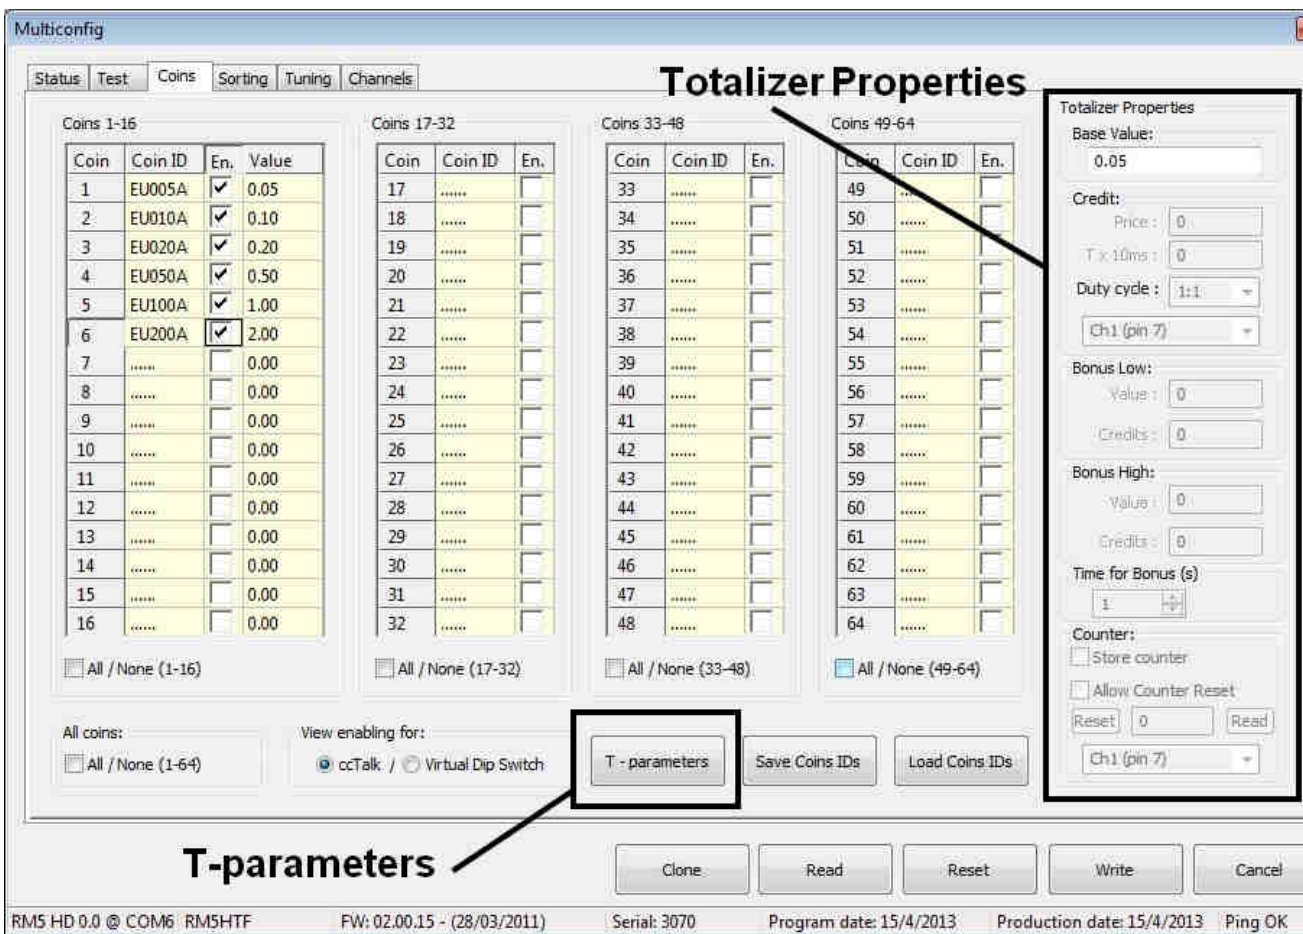 Multiconfig
Status Test Coins Sorting Tuning Channels
Totalizer Properties
Coins 1-16 Coins 17-32 Coins 33-48 Coins 49-64
Coin Coin ID En. Value Coin Coin ID En. Coin Coin ID En. Coin Coin ID En.
1 EU005A 0.05 17 ...... 33 ...... 49 ......
2 EU010A 0.10 18 ...... 34 ...... 50 ......
3 EU020A 0.20 19 ...... 35 ...... 51 ......
4 EU050A 0.50 20 ...... 36 ...... 52 ......
5 EU100A 1.00 21 ...... 37 ...... 53 ......
6 EU200A 2.00 22 ...... 38 ...... 54 ......
7 ...... 0.00 23 ...... 39 ...... 55 ......
8 ...... 0.00 24 ...... 40 ...... 56 ......
9 ...... 0.00 25 ...... 41 ...... 57 ......
10 ...... 0.00 26 ...... 42 ...... 58 ......
11 ...... 0.00 27 ...... 43 ...... 59 ......
12 ...... 0.00 28 ...... 44 ...... 60 ......
13 ...... 0.00 29 ...... 45 ...... 61 ......
14 ...... 0.00 30 ...... 46 ...... 62 ......
15 ...... 0.00 31 ...... 47 ...... 63 ......
16 ...... 0.00 32 ...... 48 ...... 64 ......
All / None (1-16) All / None (17-32) All / None (33-48) All / None (49-64)
Totalizer Properties
Base Value:
0.05
Credit:
Price : 0
T x 10ms : 0
Duty cycle : 1:1
Ch1 (pin 7)
Bonus Low:
Value : 0
Credits : 0
Bonus High:
Value : 0
Credits : 0
Time for Bonus (s)
1
Counter:
Store counter
Allow Counter Reset
Reset 0 Read
Ch1 (pin 7)
All coins:
All / None (1-64)
View enabling for:
ccTalk / Virtual Dip Switch
T - parameters Save Coins IDs Load Coins IDs
T-parameters
Clone Read Reset Write Cancel
RM5 HD 0.0 @ COM6 RM5HTF FW: 02.00.15 - (28/03/2011) Serial: 3070 Program date: 15/4/2013 Production date: 15/4/2013 Ping OK